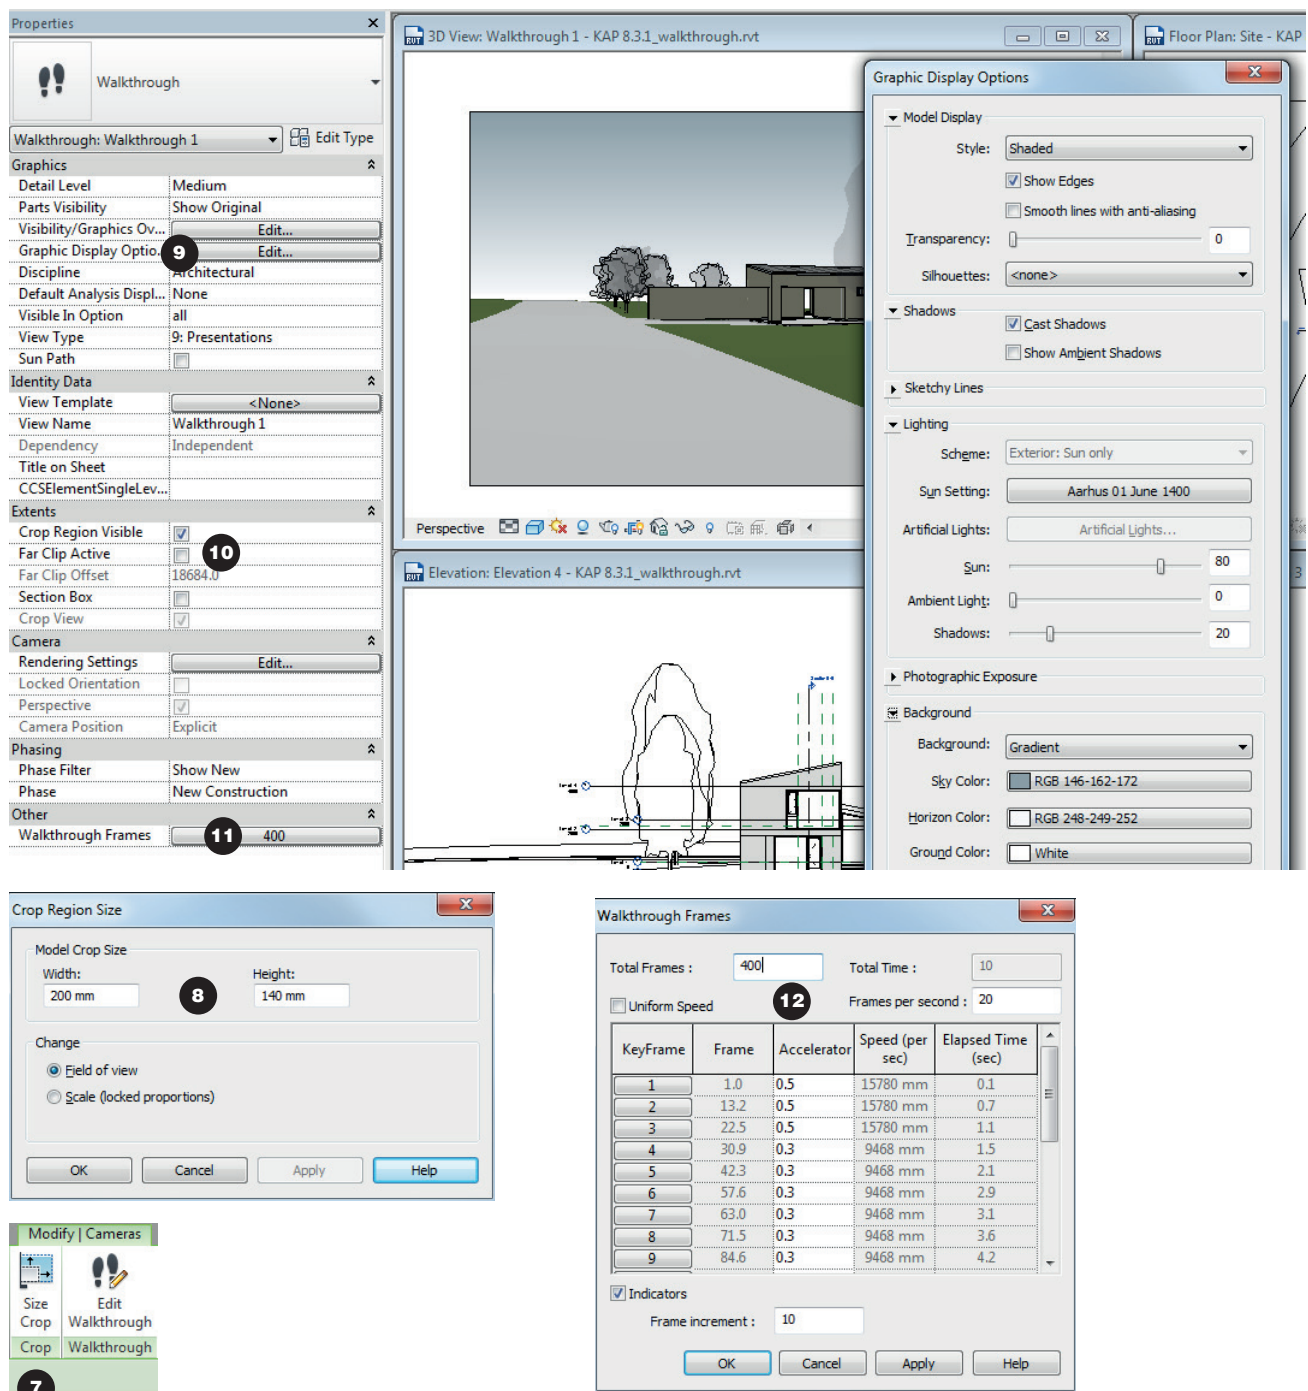 Properties
Walkthrough
Walkthrough: Walkthrough 1
Edit Type
Graphics
Detail Level Medium
Parts Visibility Show Original
Visibility/Graphics Ov... Edit...
Graphic Display Optio. 9 Edit...
Discipline Architectural
Default Analysis Displ... None
Visible In Option all
View Type 9: Presentations
Sun Path
Identity Data
View Template <None>
View Name Walkthrough 1
Dependency Independent
Title on Sheet
CCSElementSingleLev...
Extents
Crop Region Visible
Far Clip Active 10
Far Clip Offset 18684.0
Section Box
Crop View
Camera
Rendering Settings Edit...
Locked Orientation
Perspective
Camera Position Explicit
Phasing
Phase Filter Show New
Phase New Construction
Other
Walkthrough Frames 11 400
3D View: Walkthrough 1 - KAP 8.3.1_walkthrough.rvt
Perspective
Elevation: Elevation 4 - KAP 8.3.1_walkthrough.rvt
Floor Plan: Site - KAP
3
Graphic Display Options
Model Display
Style: Shaded
Show Edges
Smooth lines with anti-aliasing
Transparency: 0
Silhouettes: <none>
Shadows
Cast Shadows
Show Ambient Shadows
Sketchy Lines
Lighting
Scheme: Exterior: Sun only
Sun Setting: Aarhus 01 June 1400
Artificial Lights: Artificial Lights...
Sun: 80
Ambient Light: 0
Shadows: 20
Photographic Exposure
Background
Background: Gradient
Sky Color: RGB 146-162-172
Horizon Color: RGB 248-249-252
Ground Color: White
Crop Region Size
Model Crop Size
Width: Height:
200 mm 8 140 mm
Change
Field of view
Scale (locked proportions)
OK Cancel Apply Help
Modify | Cameras
Size Crop
Edit Walkthrough
Crop Walkthrough
7
Walkthrough Frames
Total Frames : 400 Total Time : 10
Uniform Speed 12 Frames per second : 20
KeyFrame Frame Accelerator Speed (per sec) Elapsed Time (sec)
1 1.0 0.5 15780 mm 0.1
2 13.2 0.5 15780 mm 0.7
3 22.5 0.5 15780 mm 1.1
4 30.9 0.3 9468 mm 1.5
5 42.3 0.3 9468 mm 2.1
6 57.6 0.3 9468 mm 2.9
7 63.0 0.3 9468 mm 3.1
8 71.5 0.3 9468 mm 3.6
9 84.6 0.3 9468 mm 4.2
Indicators
Frame increment : 10
OK Cancel Apply Help